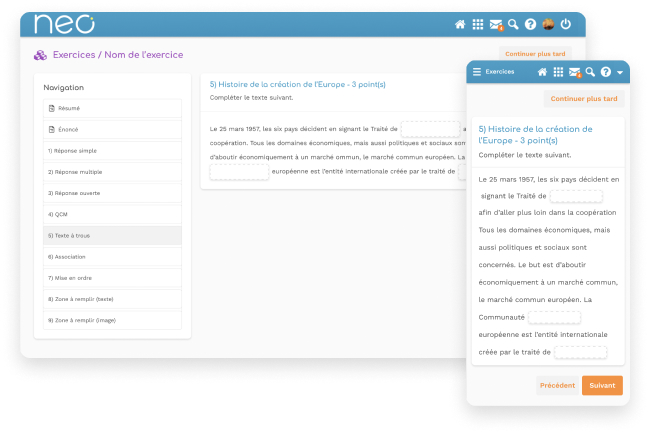 neo
Exercices / Nom de l'exercice
Continuer plus tard
Navigation
Résumé
Énoncé
1) Réponse simple
2) Réponse multiple
3) Réponse ouverte
4) QCM
5) Texte à trous
6) Association
7) Mise en ordre
8) Zone à remplir (texte)
9) Zone à remplir (image)
5) Histoire de la création de l'Europe - 3 point(s)
Compléter le texte suivant.
Le 25 mars 1957, les six pays décident en signant le Traité de
coopération. Tous les domaines économiques, mais aussi politiques et sociaux son
d'aboutir économiquement à un marché ommun, le marché commun européen. La
européenne est l'entité internationale créée par le traité de
Exercices
Continuer plus tard
5) Histoire de la création de
l'Europe - 3 point(s)
Compléter le texte suivant.
Le 25 mars 1957, les six pays décident en
signant le Traité de
afin d'aller plus loin dans la coopération
Tous les domaines économiques, mais
aussi politiques et sociaux sont
concernés. Le but est d'aboutir
économiquement à un marché commun,
le marché commun européen. La
Communauté
européenne est l'entité internationale
créée par le traité de
Précédent
Suivant